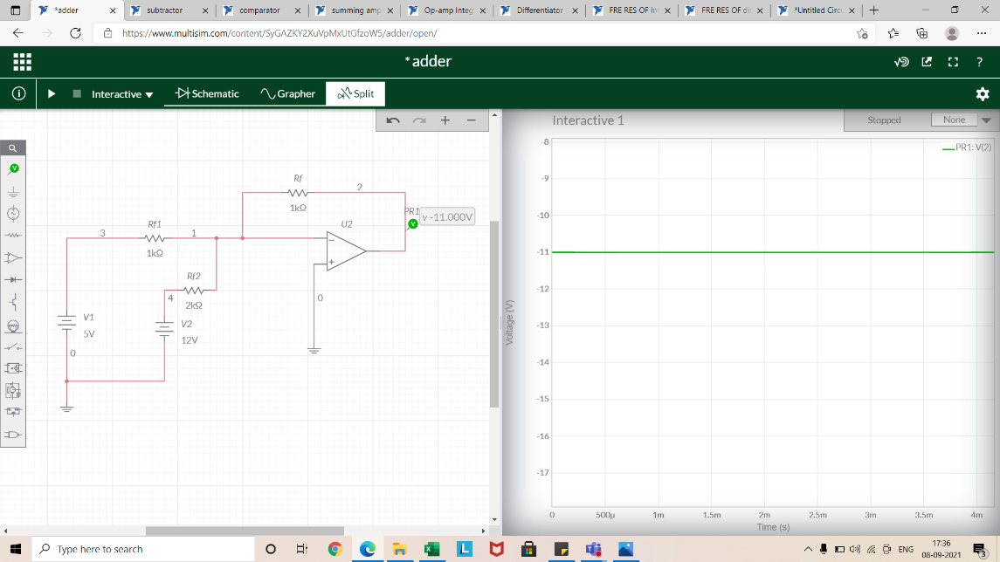 *adder
subtractor
comparator
summing amp
Op-amp Integ
Differentiator
FRE RES OF In
FRE RES OF dif
*Untitled Circu
https://www.multisim.com/content/SyGAZKY2XuVpMxUtGfzoW5/adder/open/
* adder
Interactive
Schematic
Grapher
Split
Interactive 1
Stopped
None
PR1: V(2)
-8
-9
-10
-11
-12
-13
-14
-15
-16
-17
Voltage (V)
0
500μ
1m
1.5m
2m
2.5m
3m
3.5m
4m
Time (s)
Rf
2
1kΩ
PR1
v -11.000V
V
3
Rf1
1
1kΩ
U2
Rf2
4
2kΩ
0
V1
5V
V2
12V
0
Type here to search
ENG
17:36
08-09-2021